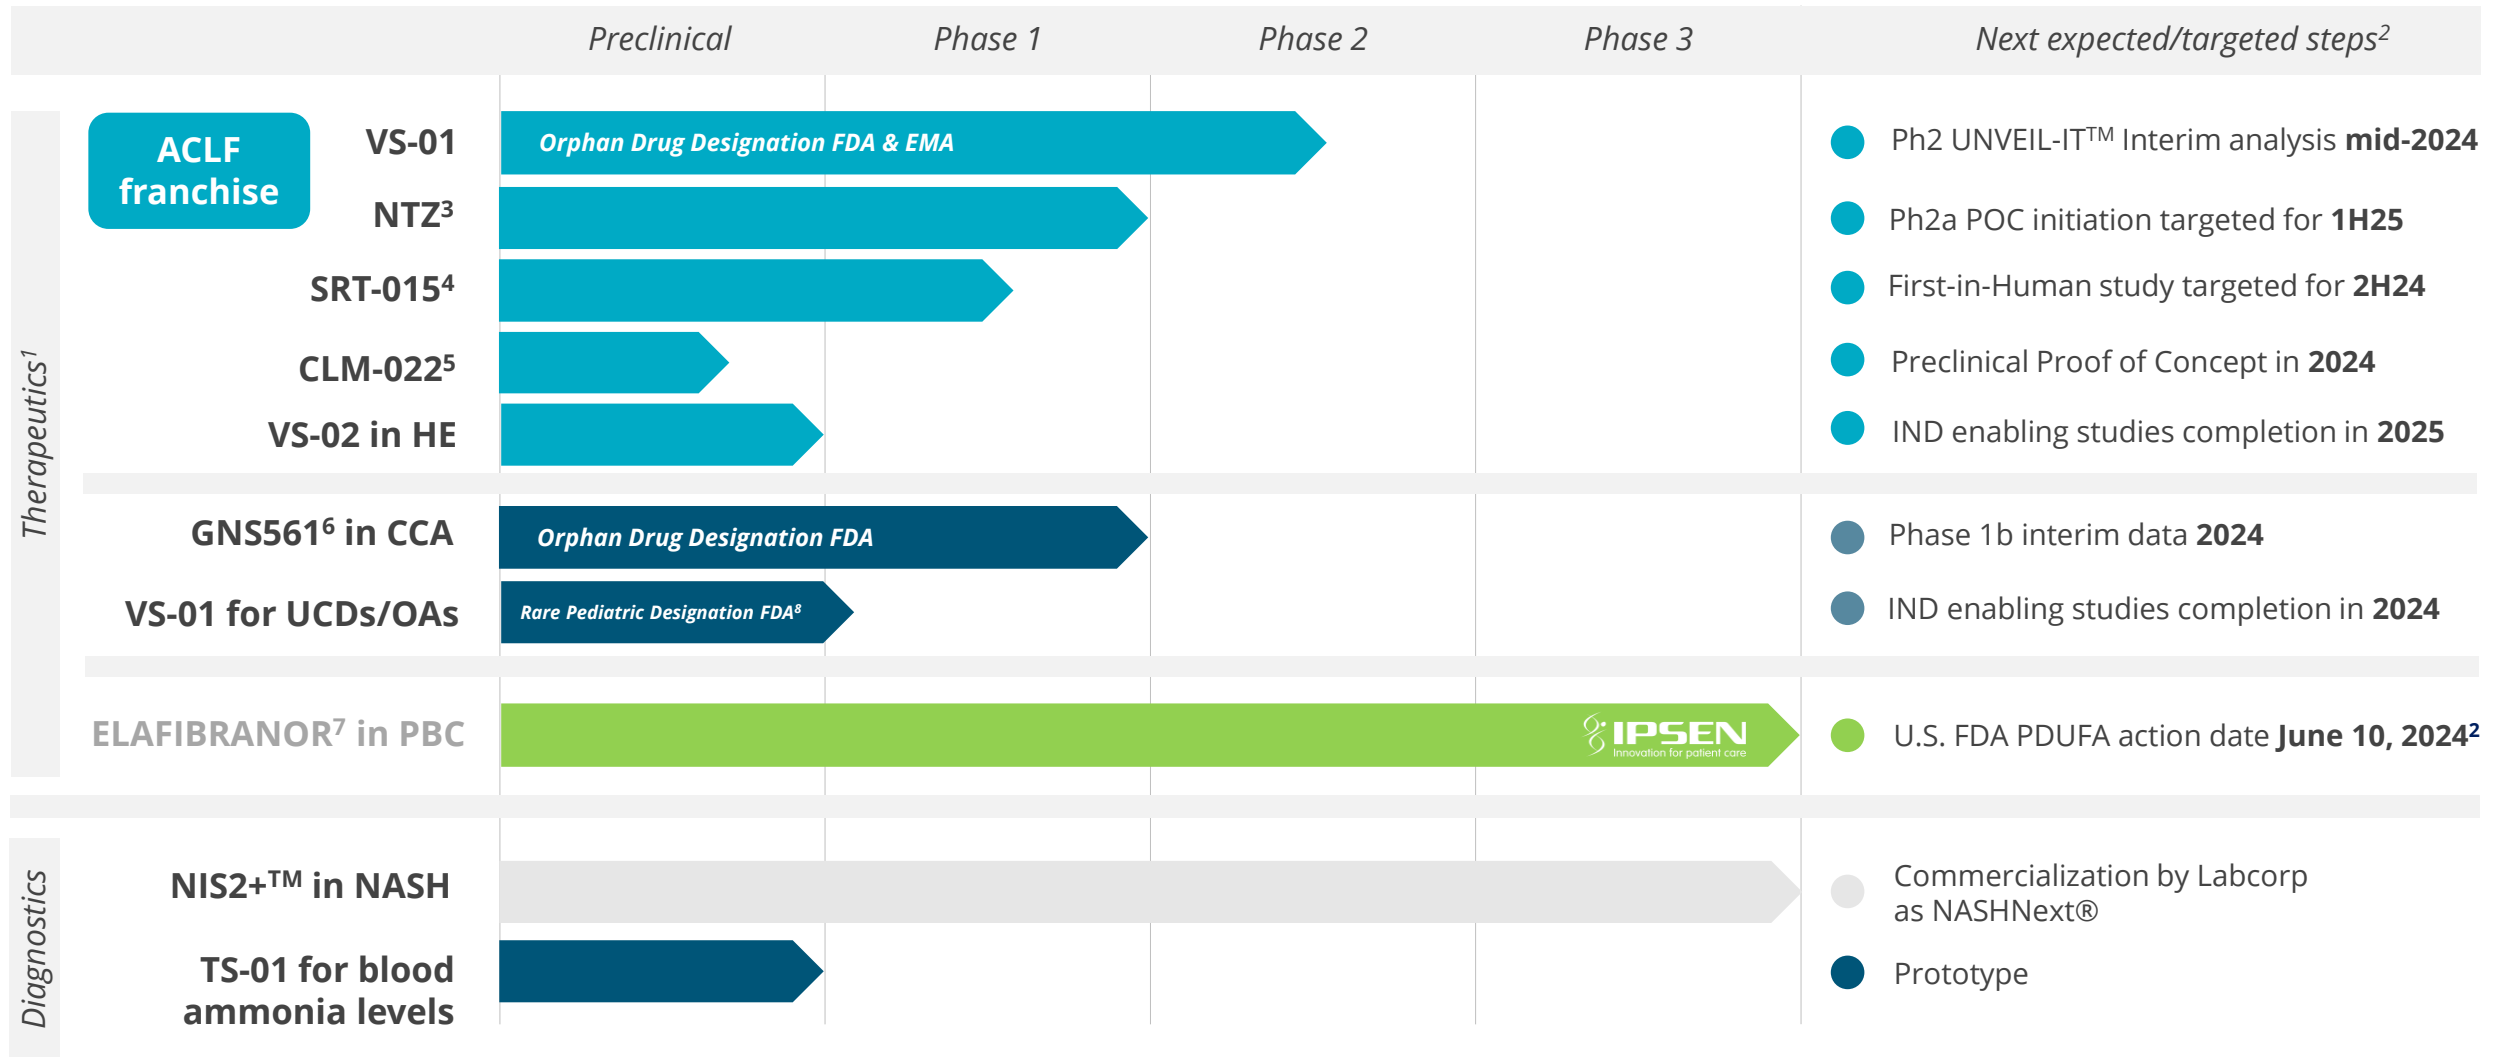 Preclinical Phase 1 Phase 2 Phase 3 Next expected/targeted steps²
Therapeutics¹
ACLF
franchise
VS-01 Orphan Drug Designation FDA & EMA Ph2 UNVEIL-IT™ Interim analysis mid-2024
NTZ³ Ph2a POC initiation targeted for 1H25
SRT-015⁴ First-in-Human study targeted for 2H24
CLM-022⁵ Preclinical Proof of Concept in 2024
VS-02 in HE IND enabling studies completion in 2025
GNS561⁶ in CCA Orphan Drug Designation FDA Phase 1b interim data 2024
VS-01 for UCDs/OAs Rare Pediatric Designation FDA⁸ IND enabling studies completion in 2024
ELAFIBRANOR⁷ in PBC IPSEN U.S. FDA PDUFA action date June 10, 2024²
Innovation for patient care
Diagnostics
NIS2+™ in NASH Commercialization by Labcorp
as NASHNext®
TS-01 for blood Prototype
ammonia levels